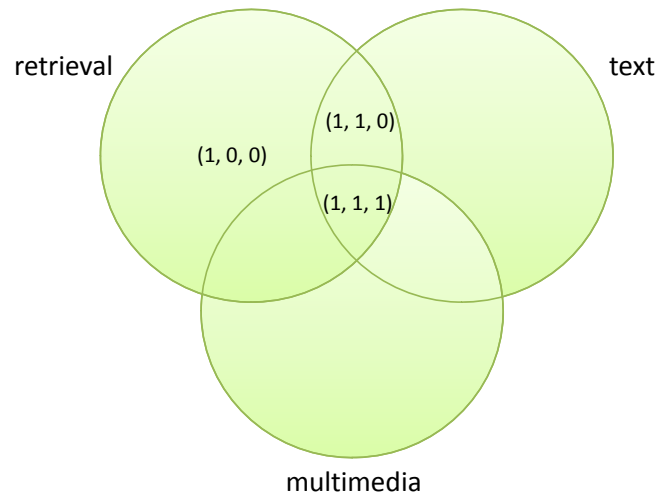 retrieval
text
(1, 1, 0)
(1, 0, 0)
(1, 1, 1)
multimedia